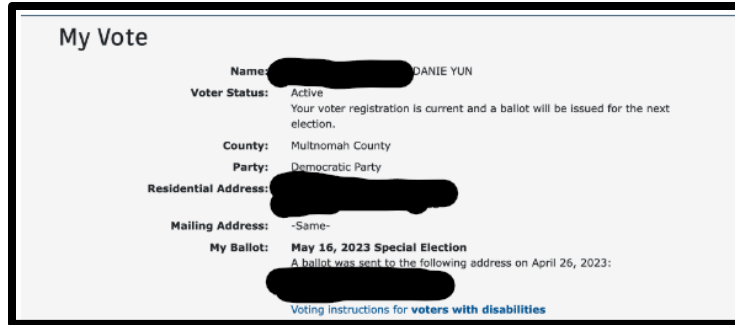 My Vote
Name: DANIE YUN
Voter Status: Active
Your voter registration is current and a ballot will be issued for the next
election.
County: Multnomah County
Party: Democratic Party
Residential Address:
Mailing Address: -Same-
My Ballot: May 16, 2023 Special Election
A ballot was sent to the following address on April 26, 2023:
Voting instructions for voters with disabilities